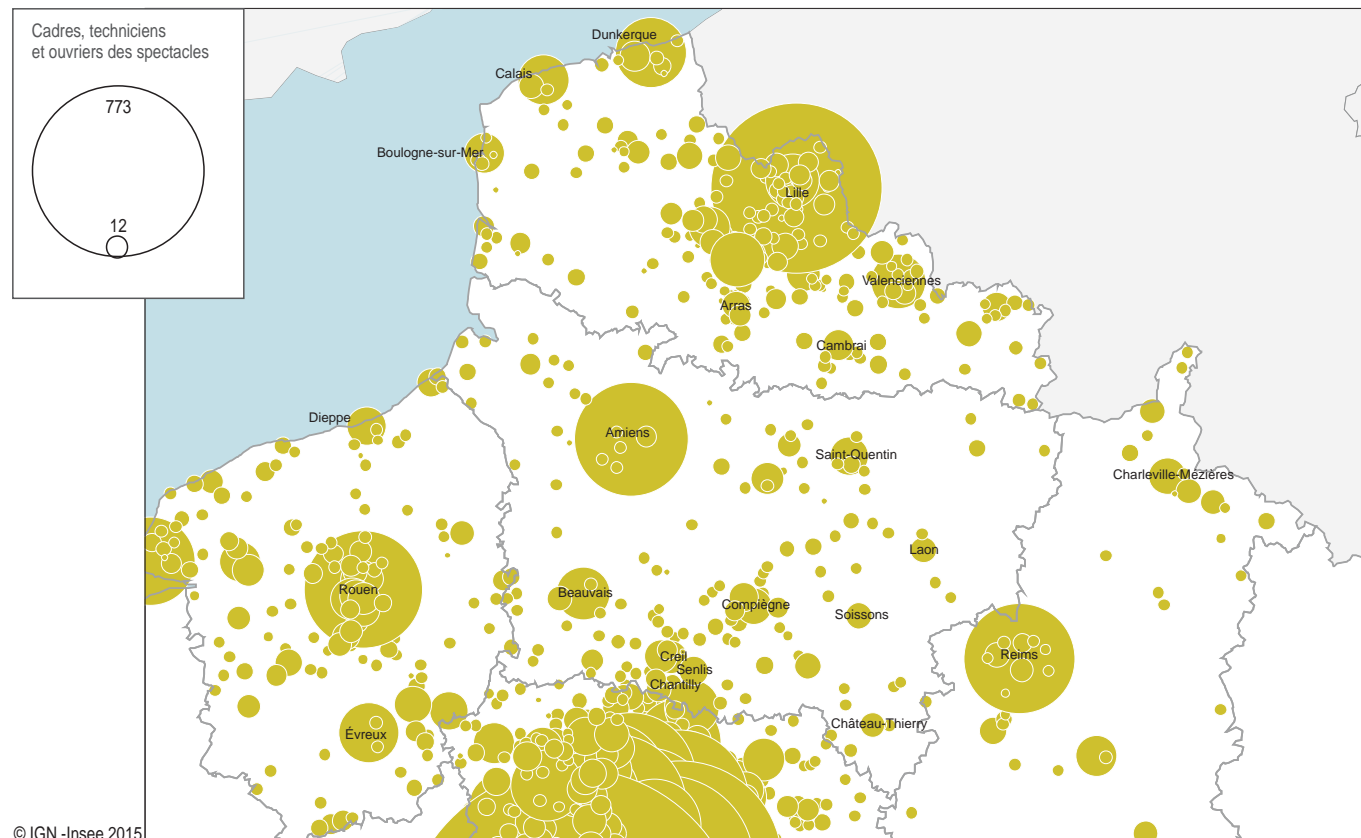 Cadres, techniciens
et ouvriers des spectacles
773
12
Dunkerque
Calais
Boulogne-sur-Mer
Lille
Valenciennes
Arras
Cambrai
Dieppe
Amiens
Saint-Quentin
Charleville-Mézières
Laon
Rouen
Beauvais
Compiègne
Soissons
Creil
Reims
Senlis
Chantilly
Château-Thierry
Évreux
© IGN -Insee 2015